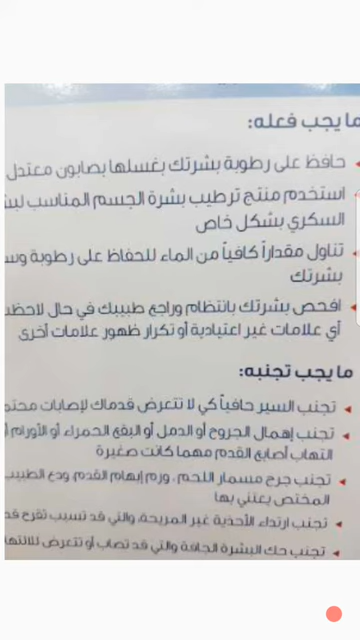 ما يجب فعله:
حافظ على رطوبة بشرتك بغسلها بصابون معتدل
استخدم منتج ترطيب بشرة الجسم المناسب
السكري بشكل خاص
تناول مقداراً كافياً من الماء للحفاظ على رطوبة
بشرتك
افحص بشرتك بانتظام وراجع طبيبك في حال
أي علامات غير اعتيادية أو تكرار ظهور علامات أخرى
ما يجب تجنبه:
تجنب السير حافياً كي لا تتعرض قدماك لإصابات
تجنب إهمال الجروح أو الدمل أو البقع الحمراء أو الأورام
التهاب أصابع القدم مهما كانت صغيرة
تجنب جرح مسمار اللحم، ورم إبهام القدم، ودع الطبيب
المختص يعتني بها
تجنب ارتداء الأحذية غير المريحة، والتي قد تسبب تقرح
تجنب حك البشرة الجافة والتي قد تصاب أو تتعرض